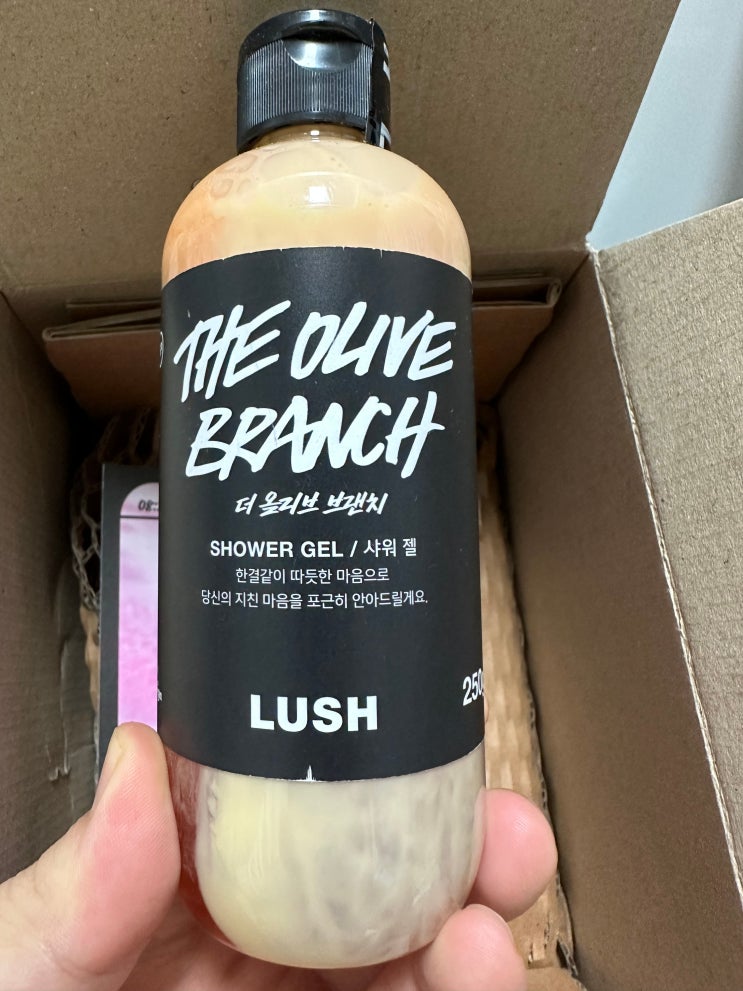 THE OLIVE
BRANCH
더 올리브 브랜치
SHOWER GEL / 샤워 젤
한결같이 따듯한 마음으로
당신의 지친 마음을 포근히 안아드릴게요.
250g
LUSH